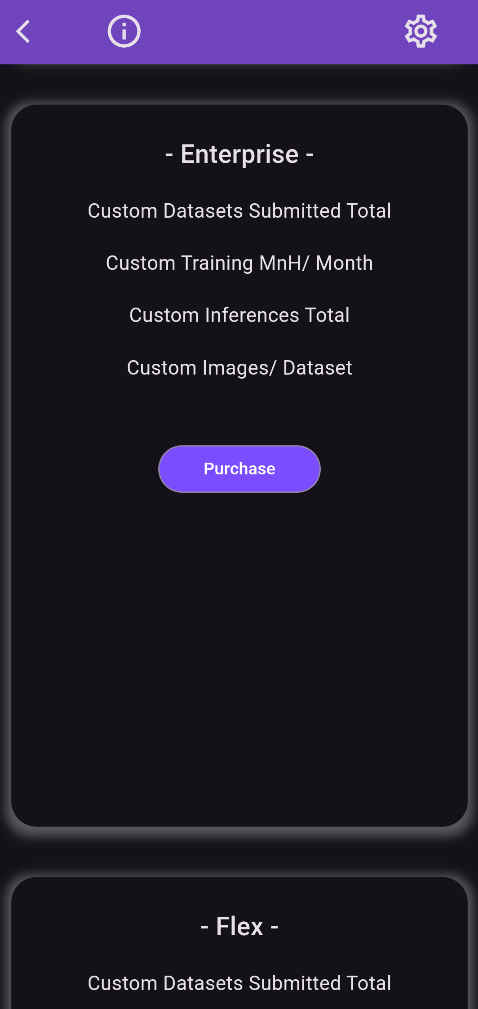 - Enterprise -
Custom Datasets Submitted Total
Custom Training MnH/ Month
Custom Inferences Total
Custom Images/ Dataset
Purchase
- Flex -
Custom Datasets Submitted Total